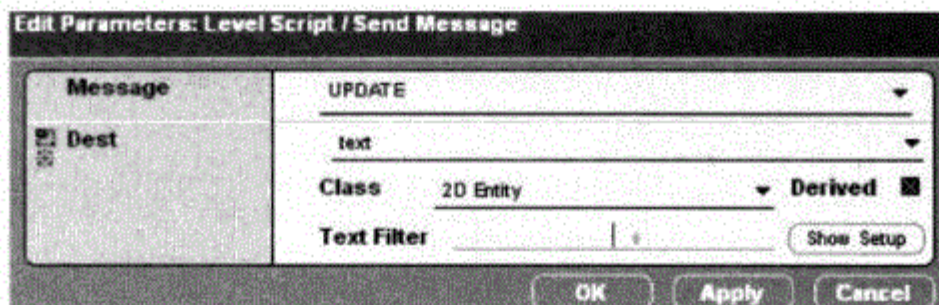 Edit Parameters: Level Script / Send Message
Message UPDATE
Dest text
Class 2D Entity Derived
Text Filter Show Setup
OK Apply Cancel